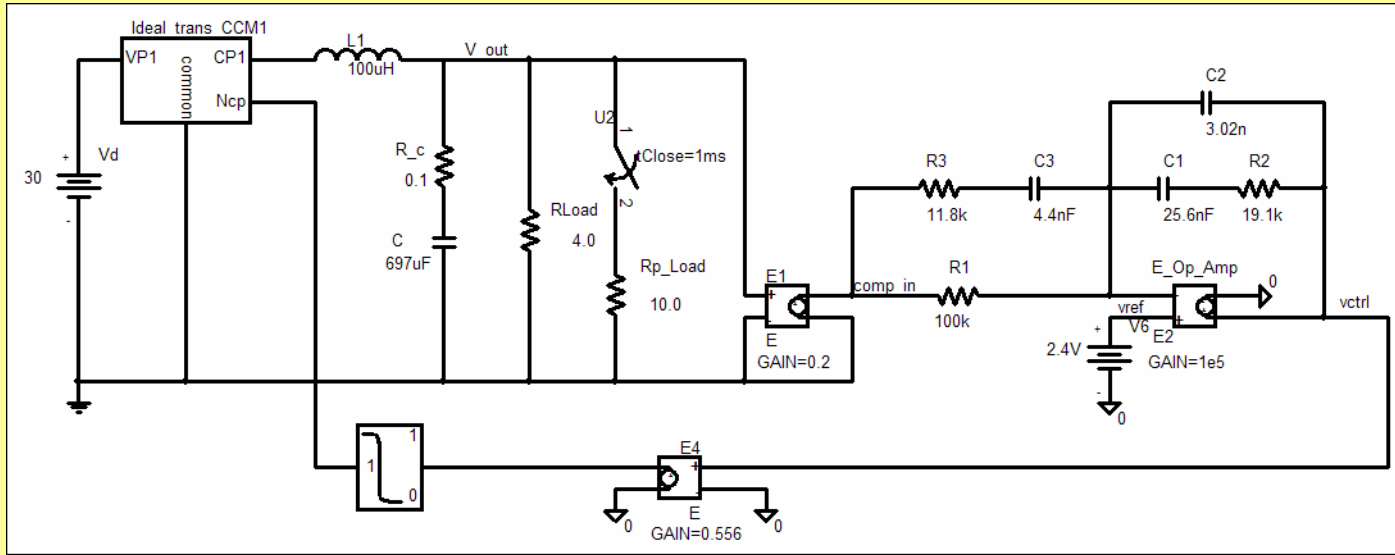 Ideal_trans_CCM1
VP1
CP1
common
Ncp
L1
100uH
V_out
C2
3.02n
U2
1
tClose=1ms
2
R_c
0.1
+
Vd
30
-
R3
11.8k
C3
4.4nF
C1
25.6nF
R2
19.1k
RLoad
4.0
C
697uF
Rp_Load
10.0
E1
+
-
E
GAIN=0.2
comp_in
R1
100k
E_Op_Amp
-
+
0
vref
V6
+
2.4V
-
0
E2
GAIN=1e5
vctrl
1
1
0
E4
+
-
E
GAIN=0.556
0
0